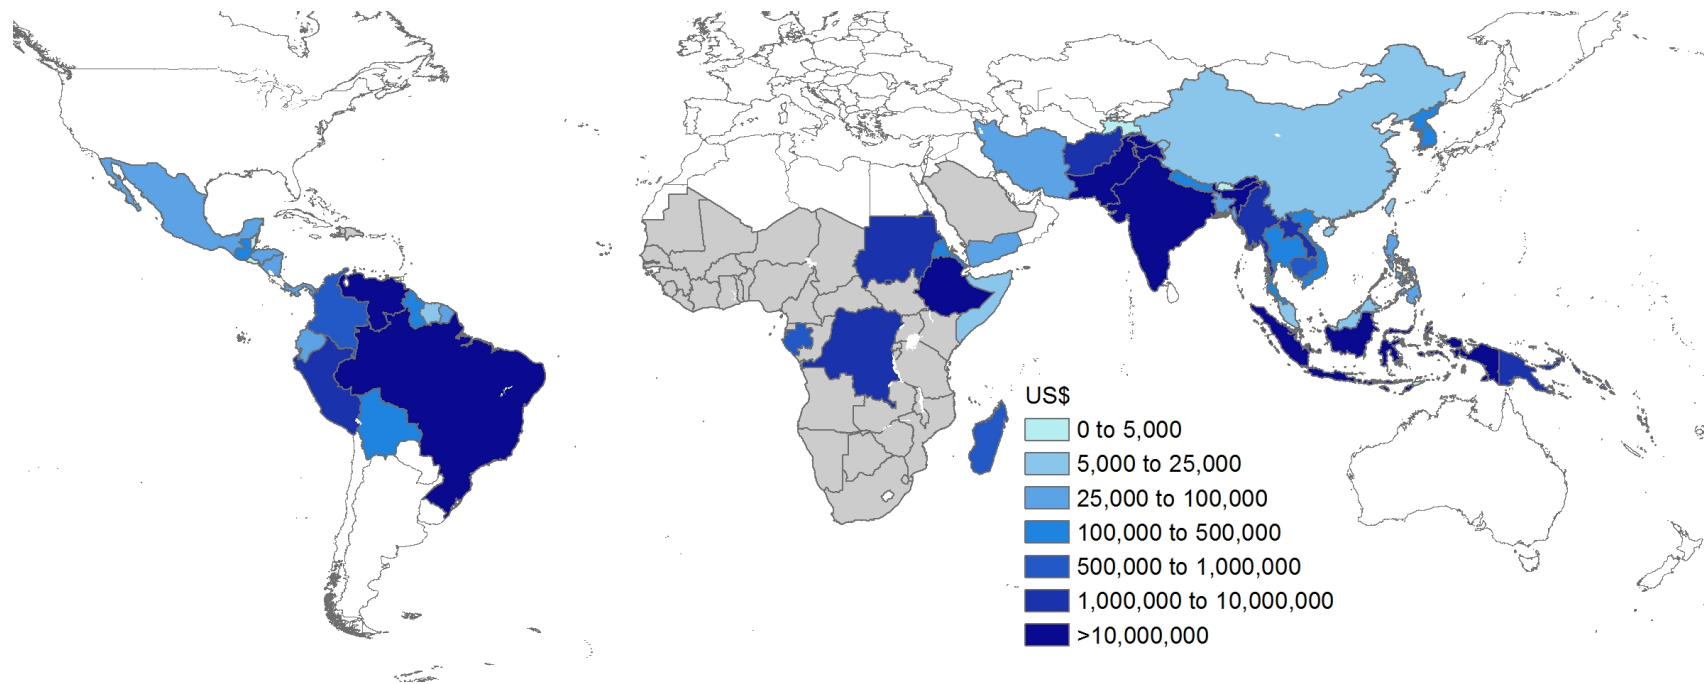 US$
0 to 5,000
5,000 to 25,000
25,000 to 100,000
100,000 to 500,000
500,000 to 1,000,000
1,000,000 to 10,000,000
>10,000,000